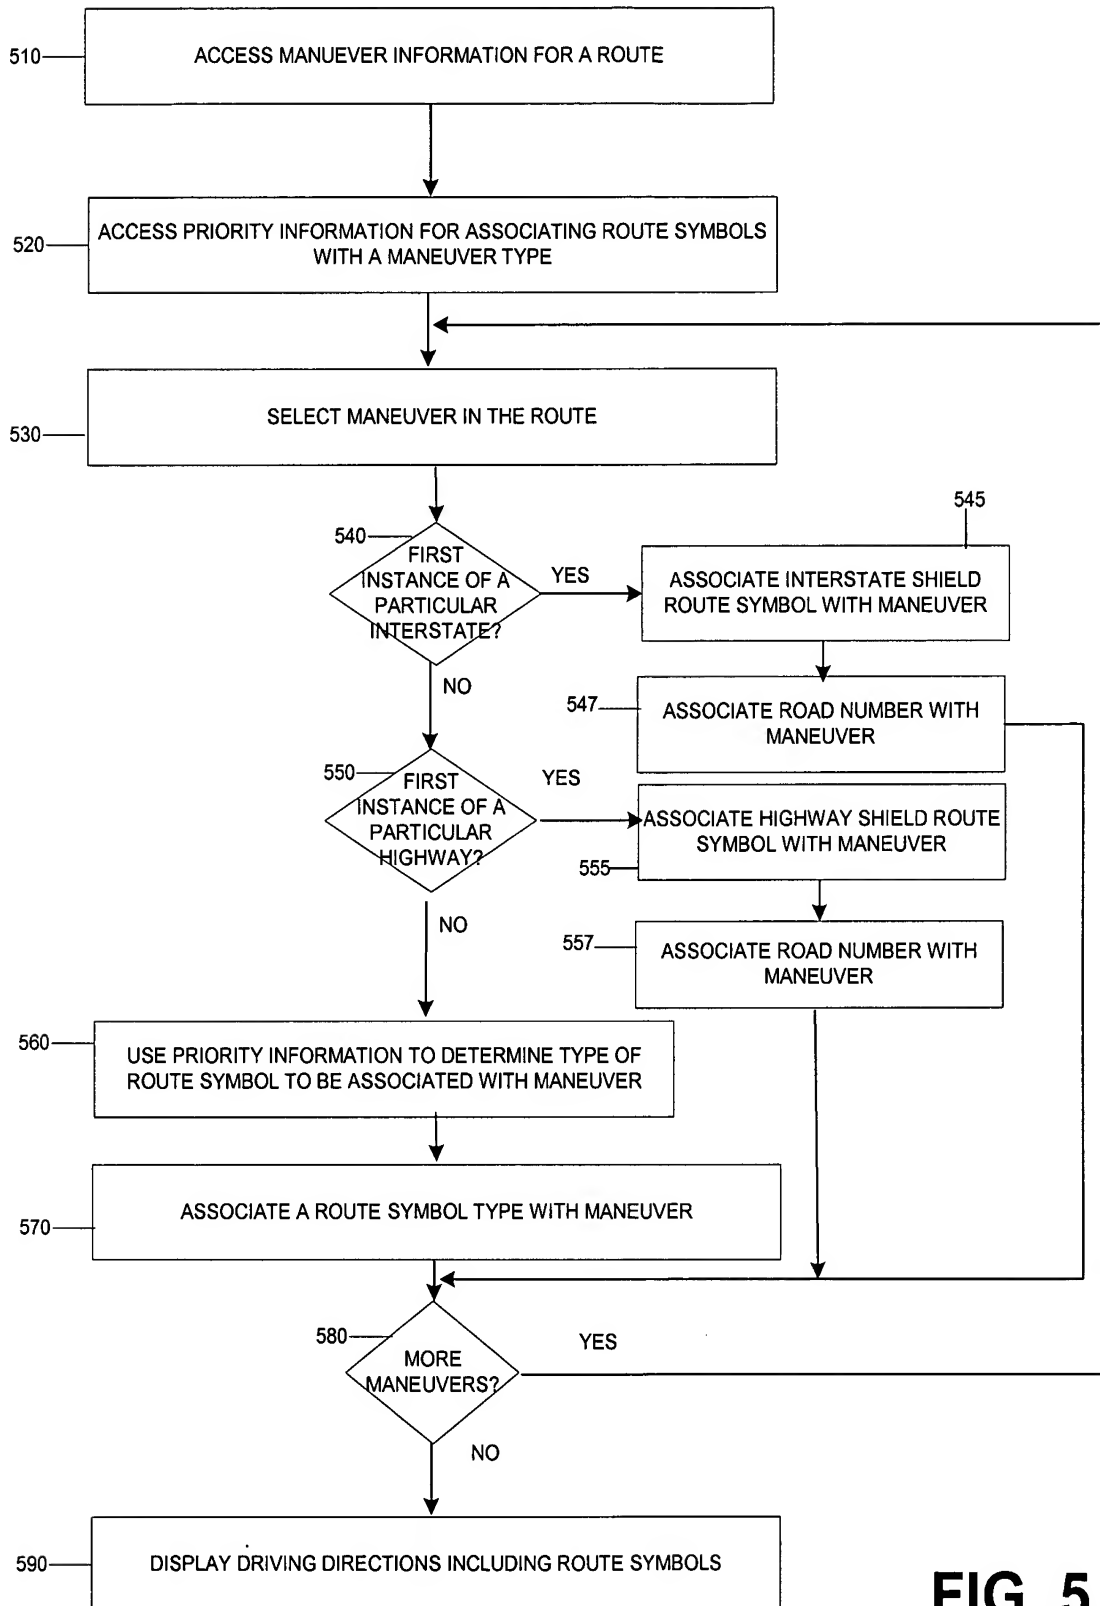 510
ACCESS MANUEVER INFORMATION FOR A ROUTE
520
ACCESS PRIORITY INFORMATION FOR ASSOCIATING ROUTE SYMBOLS
WITH A MANEUVER TYPE
530
SELECT MANEUVER IN THE ROUTE
540
FIRST
INSTANCE OF A
PARTICULAR
INTERSTATE?
YES
NO
545
ASSOCIATE INTERSTATE SHIELD
ROUTE SYMBOL WITH MANEUVER
547
ASSOCIATE ROAD NUMBER WITH
MANEUVER
550
FIRST
INSTANCE OF A
PARTICULAR
HIGHWAY?
YES
NO
ASSOCIATE HIGHWAY SHIELD ROUTE
SYMBOL WITH MANEUVER
555
557
ASSOCIATE ROAD NUMBER WITH
MANEUVER
560
USE PRIORITY INFORMATION TO DETERMINE TYPE OF
ROUTE SYMBOL TO BE ASSOCIATED WITH MANEUVER
570
ASSOCIATE A ROUTE SYMBOL TYPE WITH MANEUVER
580
MORE
MANEUVERS?
YES
NO
590
DISPLAY DRIVING DIRECTIONS INCLUDING ROUTE SYMBOLS
FIG. 5